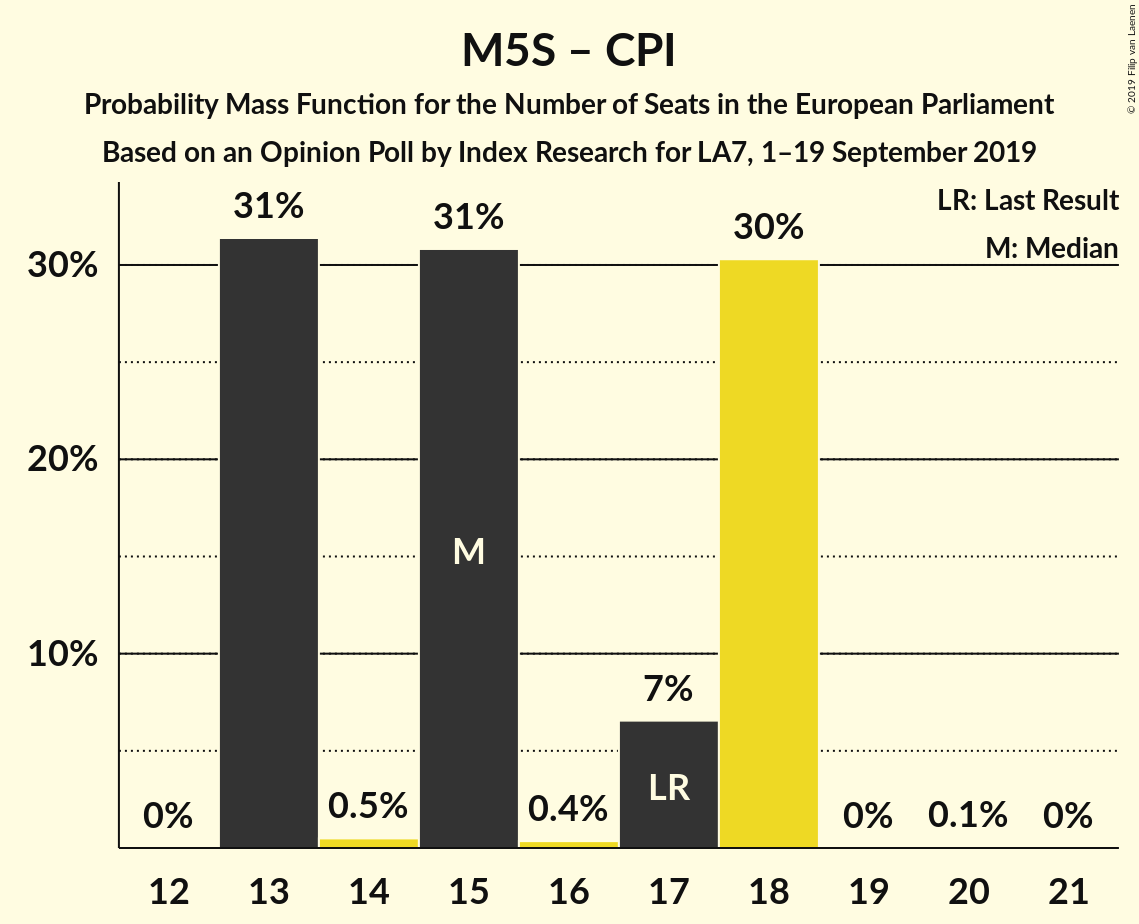 M5S – CPI
Probability Mass Function for the Number of Seats in the European Parliament
Based on an Opinion Poll by Index Research for LA7, 1–19 September 2019
© 2019 Filip van Laenen
LR: Last Result
M: Median
31%
31%
30%
30%
20%
10%
M
7%
LR
0%
0.5%
0.4%
0%
0.1%
0%
12 13 14 15 16 17 18 19 20 21